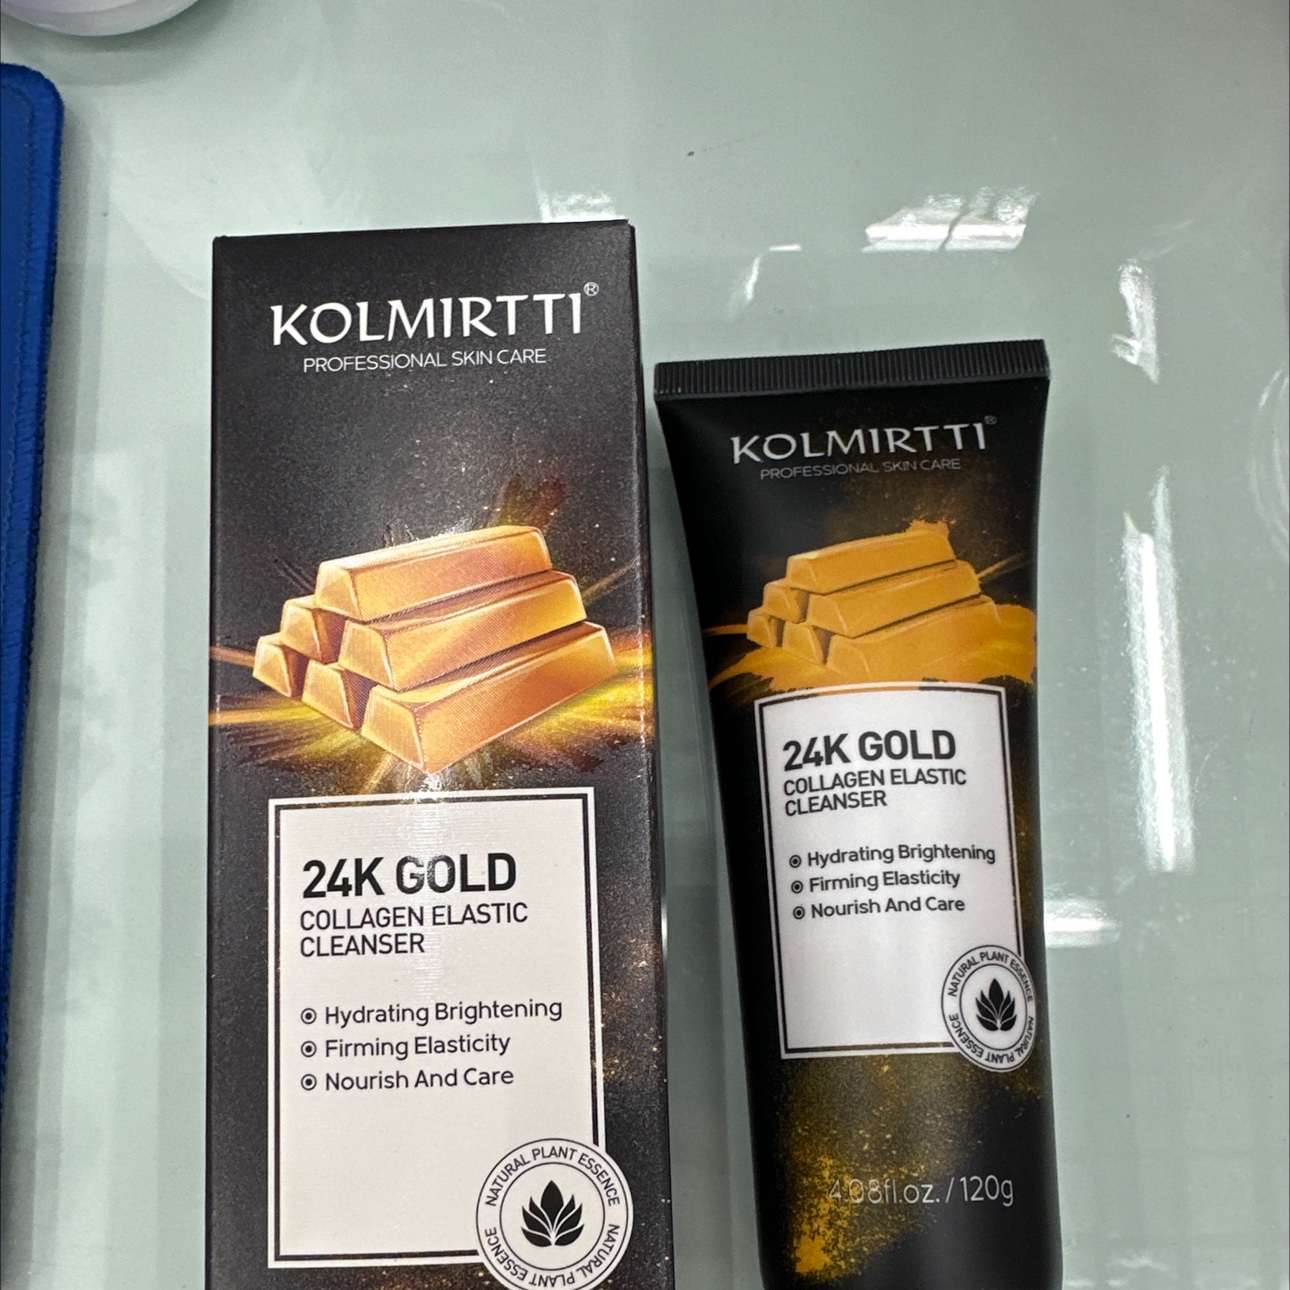 KOLMIRTTI®
PROFESSIONAL SKIN CARE
24K GOLD
COLLAGEN ELASTIC
CLEANSER
Hydrating Brightening
Firming Elasticity
Nourish And Care
NATURAL PLANT ESSENCE
NATURAL PLANT ESSENCE
KOLMIRTTI®
PROFESSIONAL SKIN CARE
24K GOLD
COLLAGEN ELASTIC
CLEANSER
Hydrating Brightening
Firming Elasticity
Nourish And Care
NATURAL PLANT ESSENCE
NATURAL PLANT ESSENCE
4.08fl.oz. / 120g